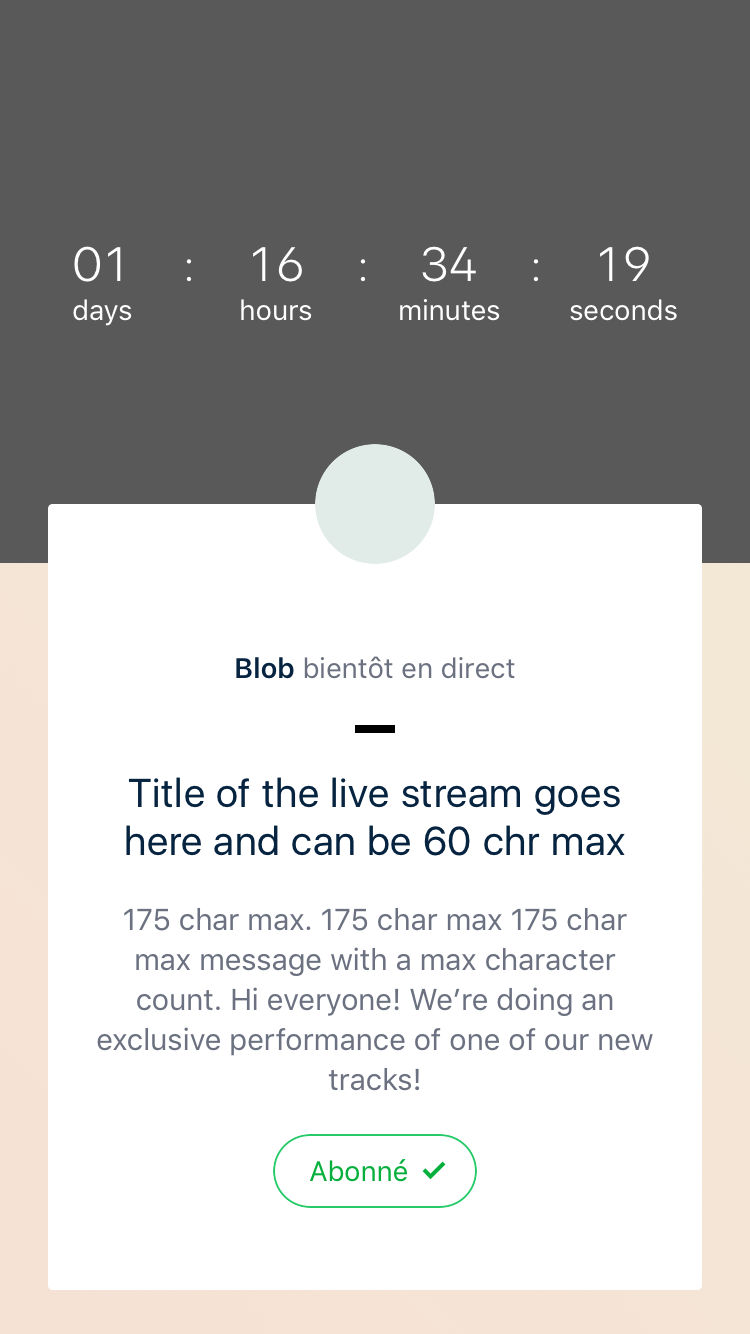 01 : 16 : 34 : 19
days hours minutes seconds
Blob bientôt en direct
Title of the live stream goes
here and can be 60 chr max
175 char max. 175 char max 175 char
max message with a max character
count. Hi everyone! We’re doing an
exclusive performance of one of our new
tracks!
Abonné